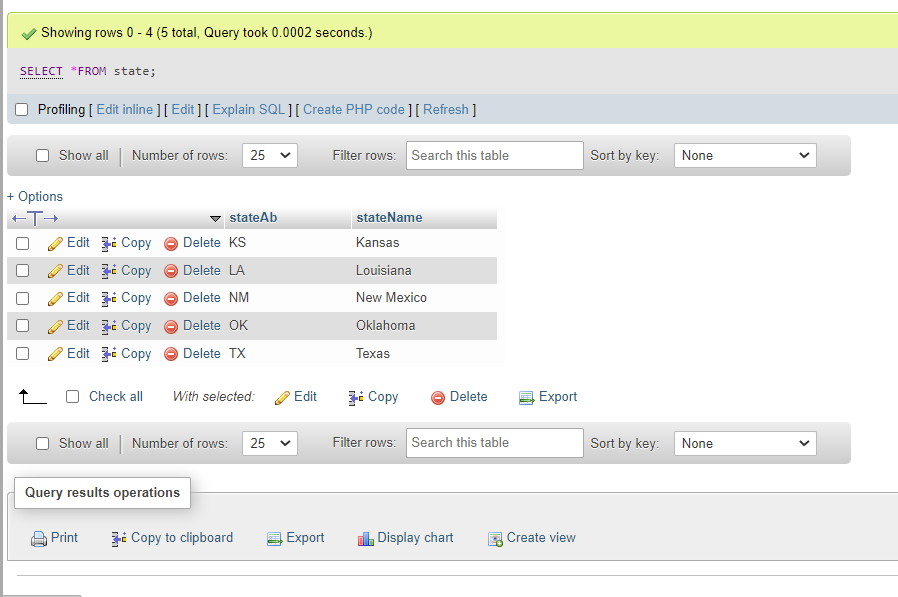 Showing rows 0 - 4 (5 total, Query took 0.0002 seconds.)
SELECT *FROM state;
Profiling [ Edit inline ] [ Edit ] [ Explain SQL ] [ Create PHP code ] [ Refresh ]
Show all | Number of rows: 25 Filter rows: Search this table Sort by key: None
+ Options
←T→ stateAb stateName
Edit Copy Delete KS Kansas
Edit Copy Delete LA Louisiana
Edit Copy Delete NM New Mexico
Edit Copy Delete OK Oklahoma
Edit Copy Delete TX Texas
Check all With selected: Edit Copy Delete Export
Show all | Number of rows: 25 Filter rows: Search this table Sort by key: None
Query results operations
Print Copy to clipboard Export Display chart Create view